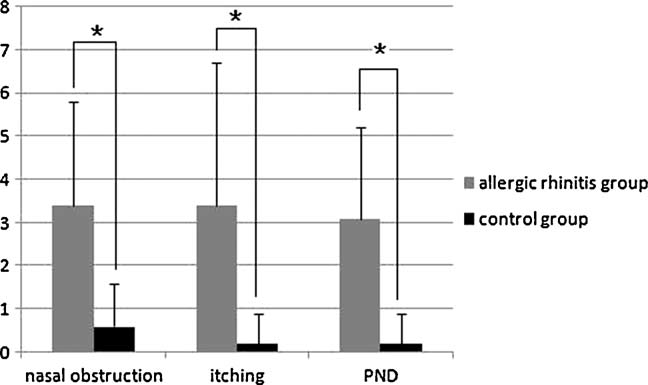 8
7
6
5
4
3
2
1
0
*
*
*
nasal obstruction
itching
PND
allergic rhinitis group
control group